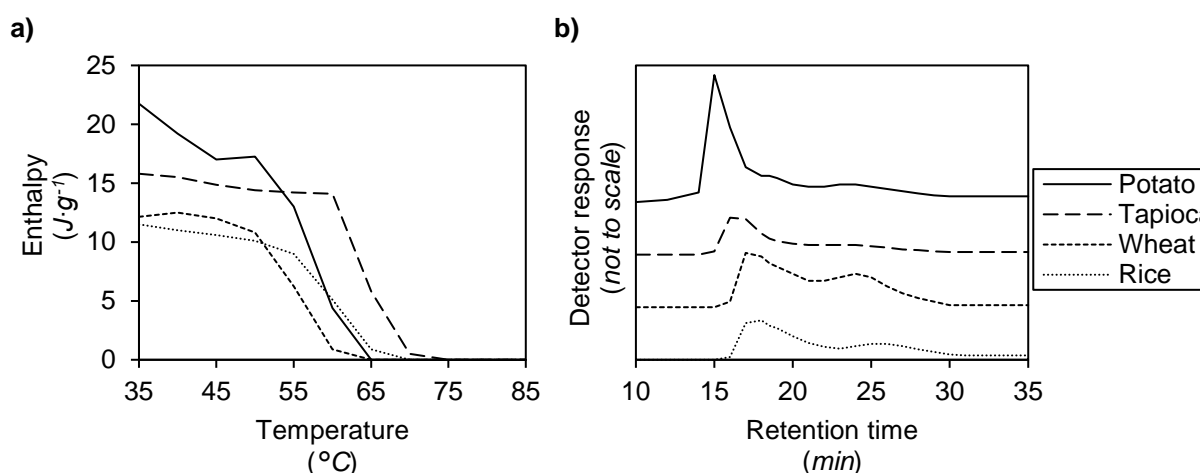 a)
25
20
15
10
5
0
35 45 55 65 75 85
Enthalpy
(J·g⁻¹)
Temperature
(°C)
b)
10 15 20 25 30 35
Detector response
(not to scale)
Retention time
(min)
Potato
Tapioca
Wheat
Rice